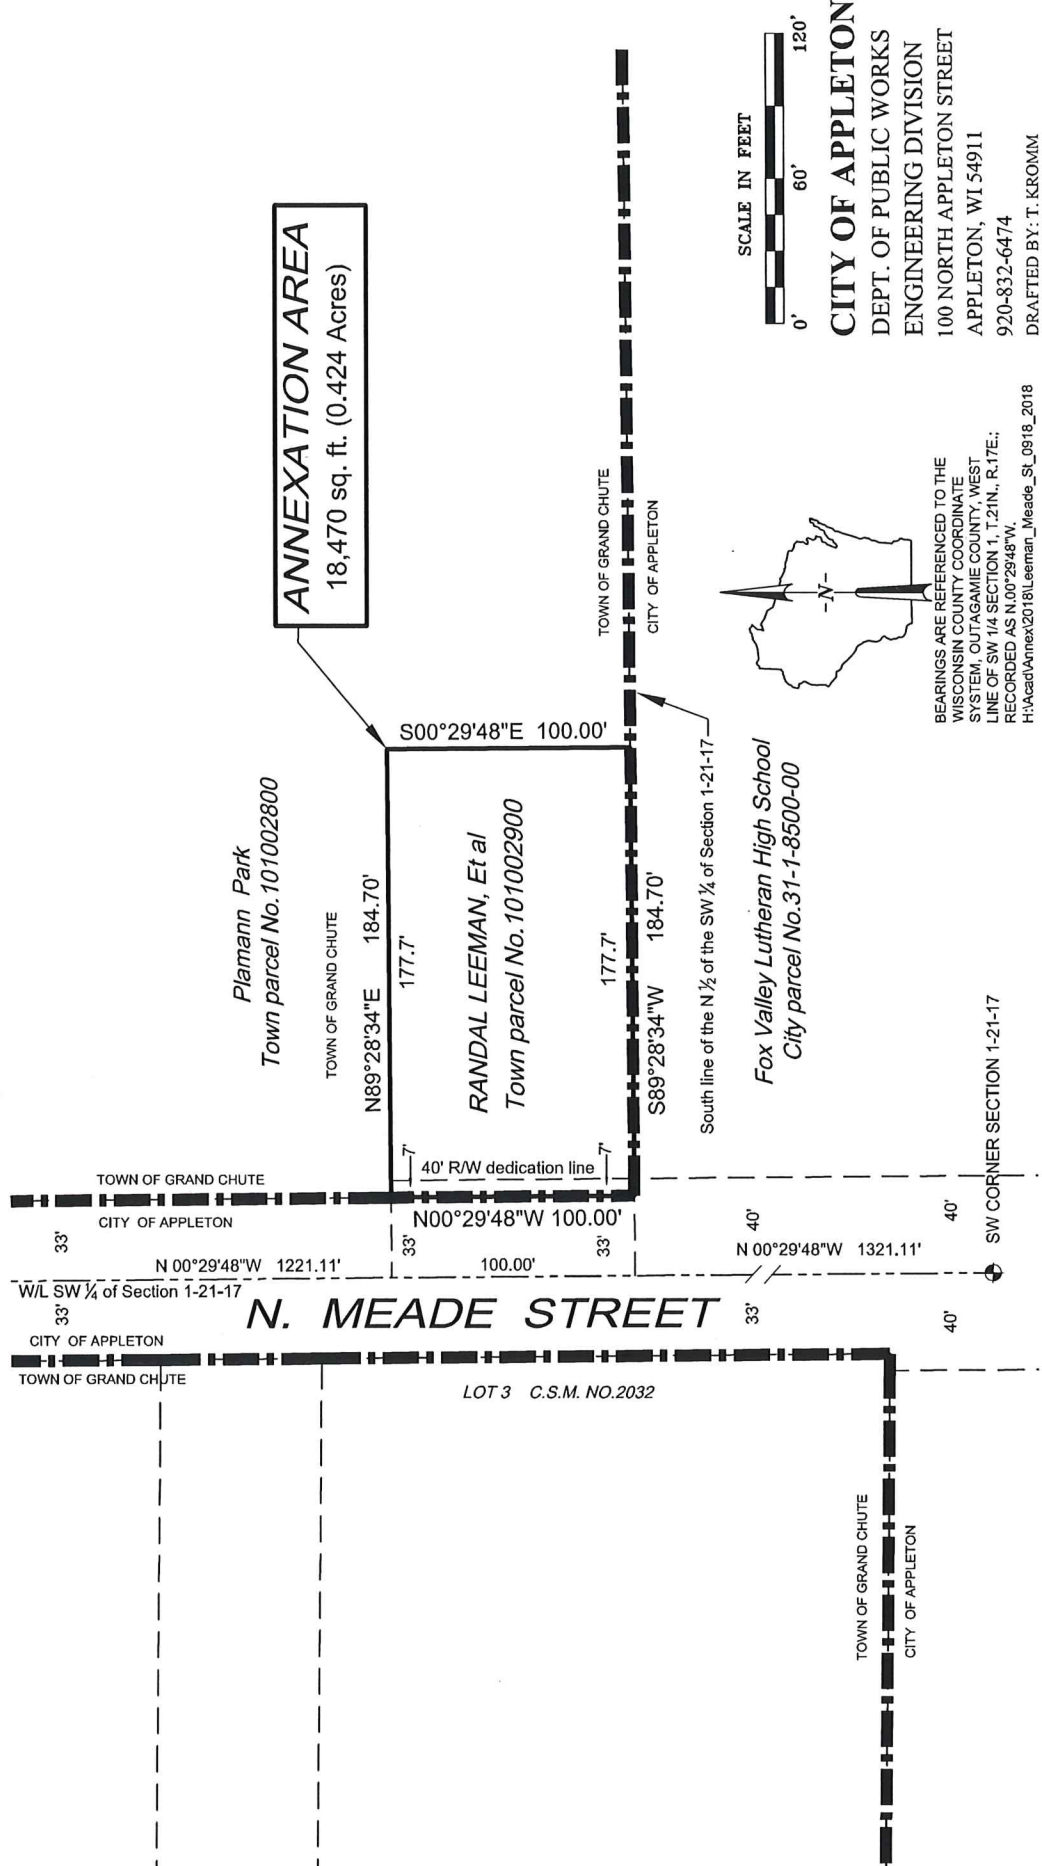 ANNEXATION AREA
18,470 sq. ft. (0.424 Acres)
Plamann Park
Town parcel No.101002800
TOWN OF GRAND CHUTE
N89°28'34"E 184.70'
177.7'
S00°29'48"E 100.00'
RANDAL LEEMAN, Et al
Town parcel No.101002900
177.7'
S89°28'34"W 184.70'
7'
40' R/W dedication line
7'
N00°29'48"W 100.00'
TOWN OF GRAND CHUTE
CITY OF APPLETON
South line of the N ½ of the SW ¼ of Section 1-21-17
Fox Valley Lutheran High School
City parcel No.31-1-8500-00
TOWN OF GRAND CHUTE
CITY OF APPLETON
33'
33'
33'
40'
40'
N 00°29'48"W 1221.11'
100.00'
N 00°29'48"W 1321.11'
W/L SW ¼ of Section 1-21-17
SW CORNER SECTION 1-21-17
N. MEADE STREET
33'
33'
40'
CITY OF APPLETON
TOWN OF GRAND CHUTE
LOT 3 C.S.M. NO.2032
TOWN OF GRAND CHUTE
CITY OF APPLETON
-N-
BEARINGS ARE REFERENCED TO THE
WISCONSIN COUNTY COORDINATE
SYSTEM, OUTAGAMIE COUNTY, WEST
LINE OF SW 1/4 SECTION 1, T.21N., R.17E.;
RECORDED AS N.00°29'48"W.
H:\Acad\Annex\2018\Leeman_Meade_St_0918_2018
SCALE IN FEET
0' 60' 120'
CITY OF APPLETON
DEPT. OF PUBLIC WORKS
ENGINEERING DIVISION
100 NORTH APPLETON STREET
APPLETON, WI 54911
920-832-6474
DRAFTED BY: T. KROMM